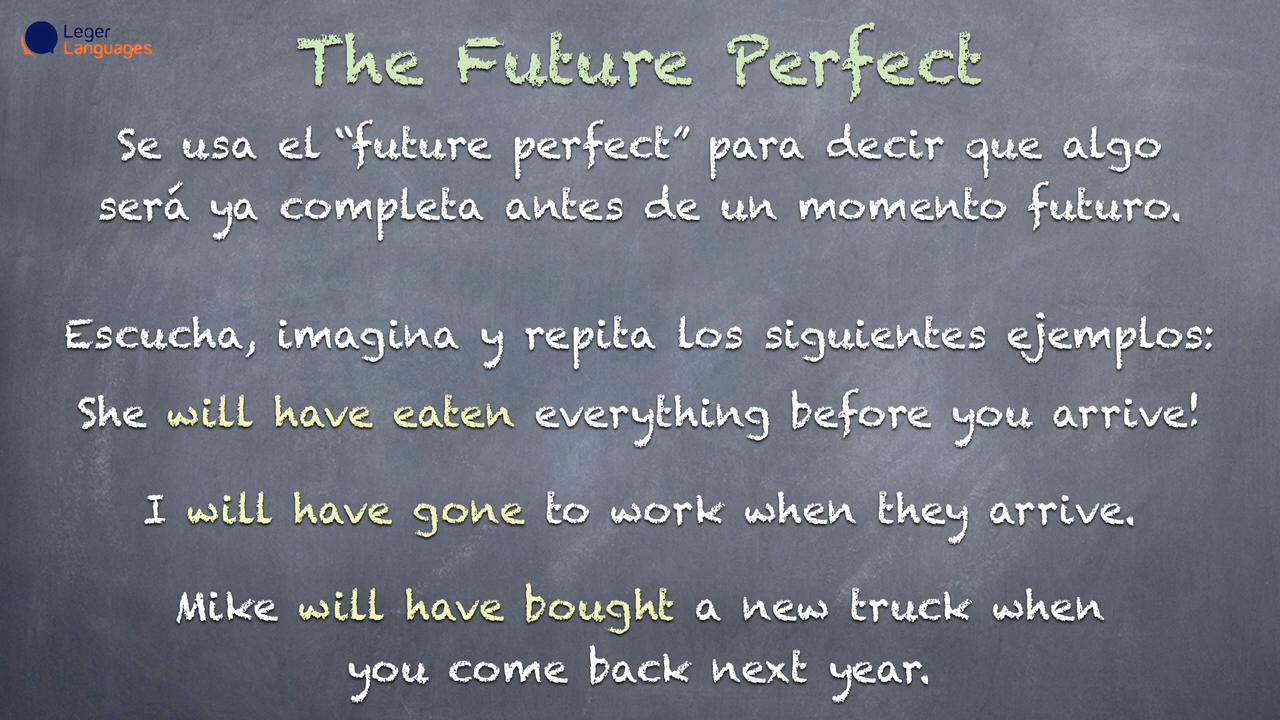 Leger
Languages
The Future Perfect
Se usa el “future perfect” para decir que algo
será ya completa antes de un momento futuro.
Escucha, imagina y repita los siguientes ejemplos:
She will have eaten everything before you arrive!
I will have gone to work when they arrive.
Mike will have bought a new truck when
you come back next year.